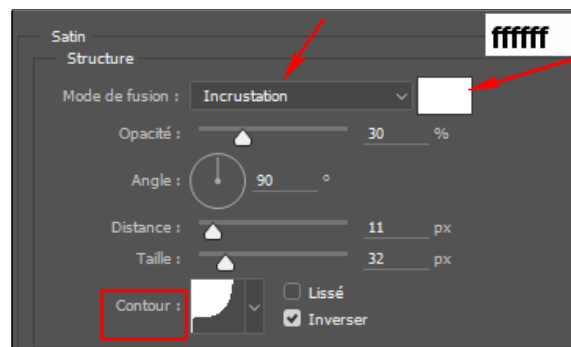 Satin
ffffff
Structure
Mode de fusion : Incrustation
Opacité : 30 %
Angle : 90 °
Distance : 11 px
Taille : 32 px
Contour : Lissé
Inverser